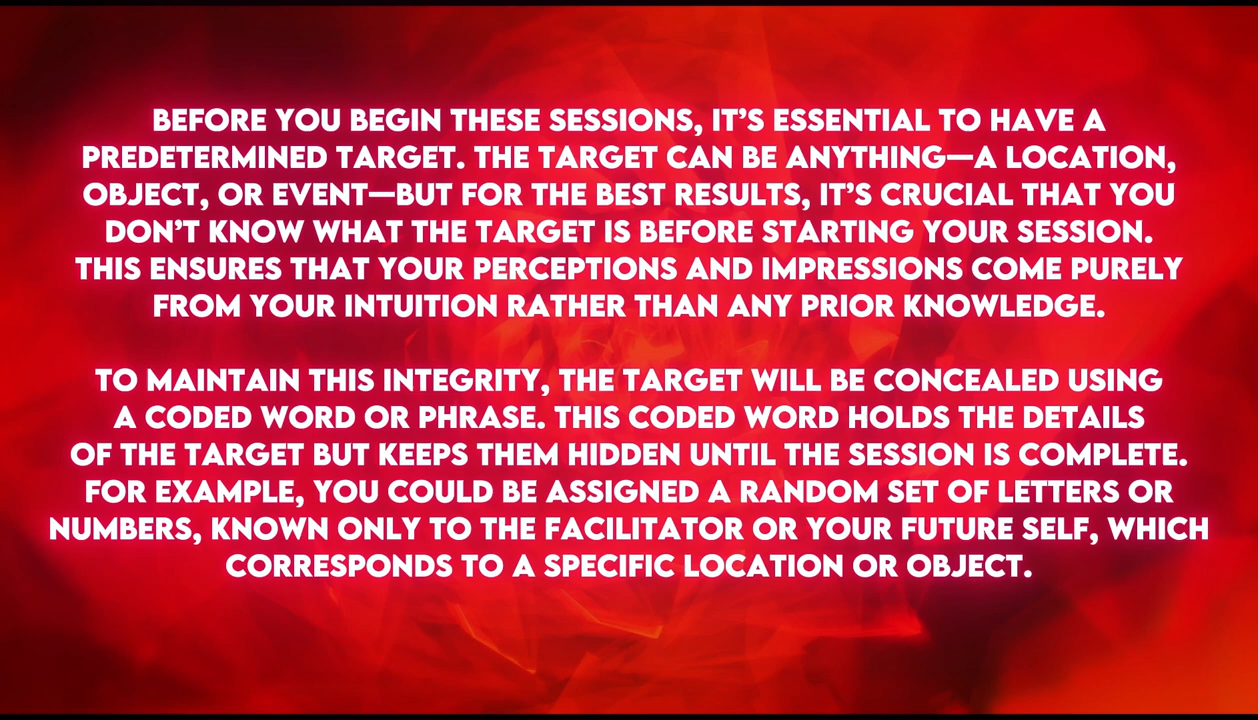 BEFORE YOU BEGIN THESE SESSIONS, IT’S ESSENTIAL TO HAVE A
PREDETERMINED TARGET. THE TARGET CAN BE ANYTHING—A LOCATION,
OBJECT, OR EVENT—BUT FOR THE BEST RESULTS, IT’S CRUCIAL THAT YOU
DON’T KNOW WHAT THE TARGET IS BEFORE STARTING YOUR SESSION.
THIS ENSURES THAT YOUR PERCEPTIONS AND IMPRESSIONS COME PURELY
FROM YOUR INTUITION RATHER THAN ANY PRIOR KNOWLEDGE.
TO MAINTAIN THIS INTEGRITY, THE TARGET WILL BE CONCEALED USING
A CODED WORD OR PHRASE. THIS CODED WORD HOLDS THE DETAILS
OF THE TARGET BUT KEEPS THEM HIDDEN UNTIL THE SESSION IS COMPLETE.
FOR EXAMPLE, YOU COULD BE ASSIGNED A RANDOM SET OF LETTERS OR
NUMBERS, KNOWN ONLY TO THE FACILITATOR OR YOUR FUTURE SELF, WHICH
CORRESPONDS TO A SPECIFIC LOCATION OR OBJECT.